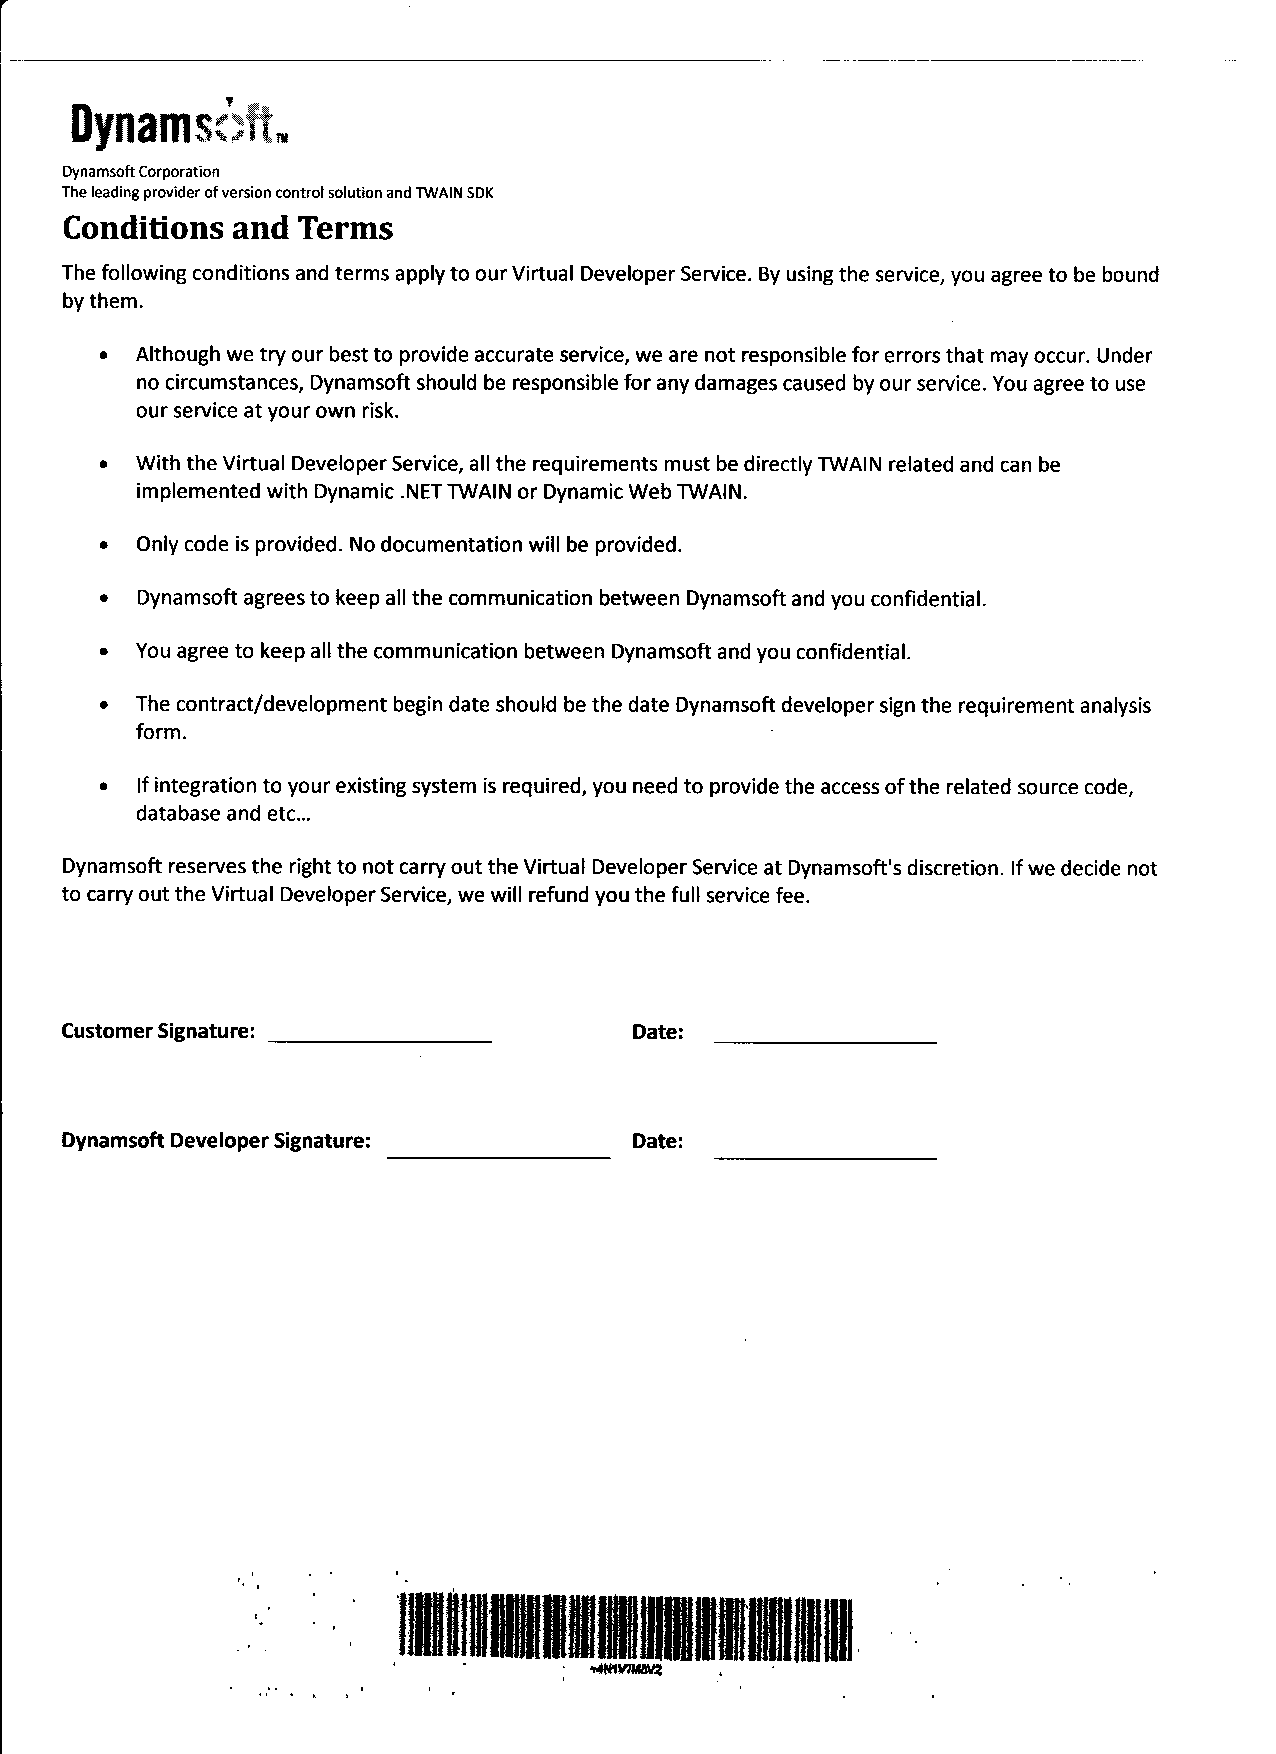 Dynamsoft™
Dynamsoft Corporation
The leading provider of version control solution and TWAIN SDK
Conditions and Terms
The following conditions and terms apply to our Virtual Developer Service. By using the service, you agree to be bound
by them.
• Although we try our best to provide accurate service, we are not responsible for errors that may occur. Under
no circumstances, Dynamsoft should be responsible for any damages caused by our service. You agree to use
our service at your own risk.
• With the Virtual Developer Service, all the requirements must be directly TWAIN related and can be
implemented with Dynamic .NET TWAIN or Dynamic Web TWAIN.
• Only code is provided. No documentation will be provided.
• Dynamsoft agrees to keep all the communication between Dynamsoft and you confidential.
• You agree to keep all the communication between Dynamsoft and you confidential.
• The contract/development begin date should be the date Dynamsoft developer sign the requirement analysis
form.
• If integration to your existing system is required, you need to provide the access of the related source code,
database and etc...
Dynamsoft reserves the right to not carry out the Virtual Developer Service at Dynamsoft's discretion. If we decide not
to carry out the Virtual Developer Service, we will refund you the full service fee.
Customer Signature: Date:
Dynamsoft Developer Signature: Date: